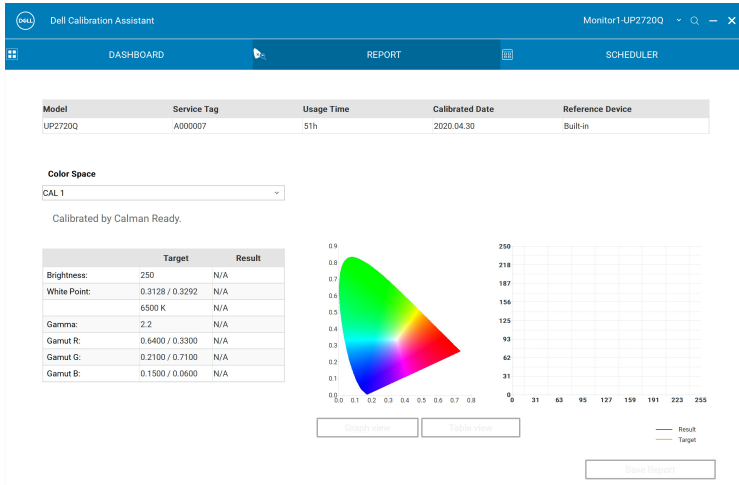 DELL Dell Calibration Assistant Monitor1-UP2720Q
DASHBOARD REPORT SCHEDULER
Model Service Tag Usage Time Calibrated Date Reference Device
UP2720Q A000007 51h 2020.04.30 Built-in
Color Space
CAL 1
Calibrated by Calman Ready.
Target Result
Brightness: 250 N/A
White Point: 0.3128 / 0.3292 N/A
6500 K N/A
Gamma: 2.2 N/A
Gamut R: 0.6400 / 0.3300 N/A
Gamut G: 0.2100 / 0.7100 N/A
Gamut B: 0.1500 / 0.0600 N/A
0.9
0.8
0.7
0.6
0.5
0.4
0.3
0.2
0.1
0.0
0.0 0.1 0.2 0.3 0.4 0.5 0.6 0.7 0.8
250
218
187
156
125
93
62
31
0
0 31 63 95 127 159 191 223 255
Graph view Table view
Result
Target
Save Report